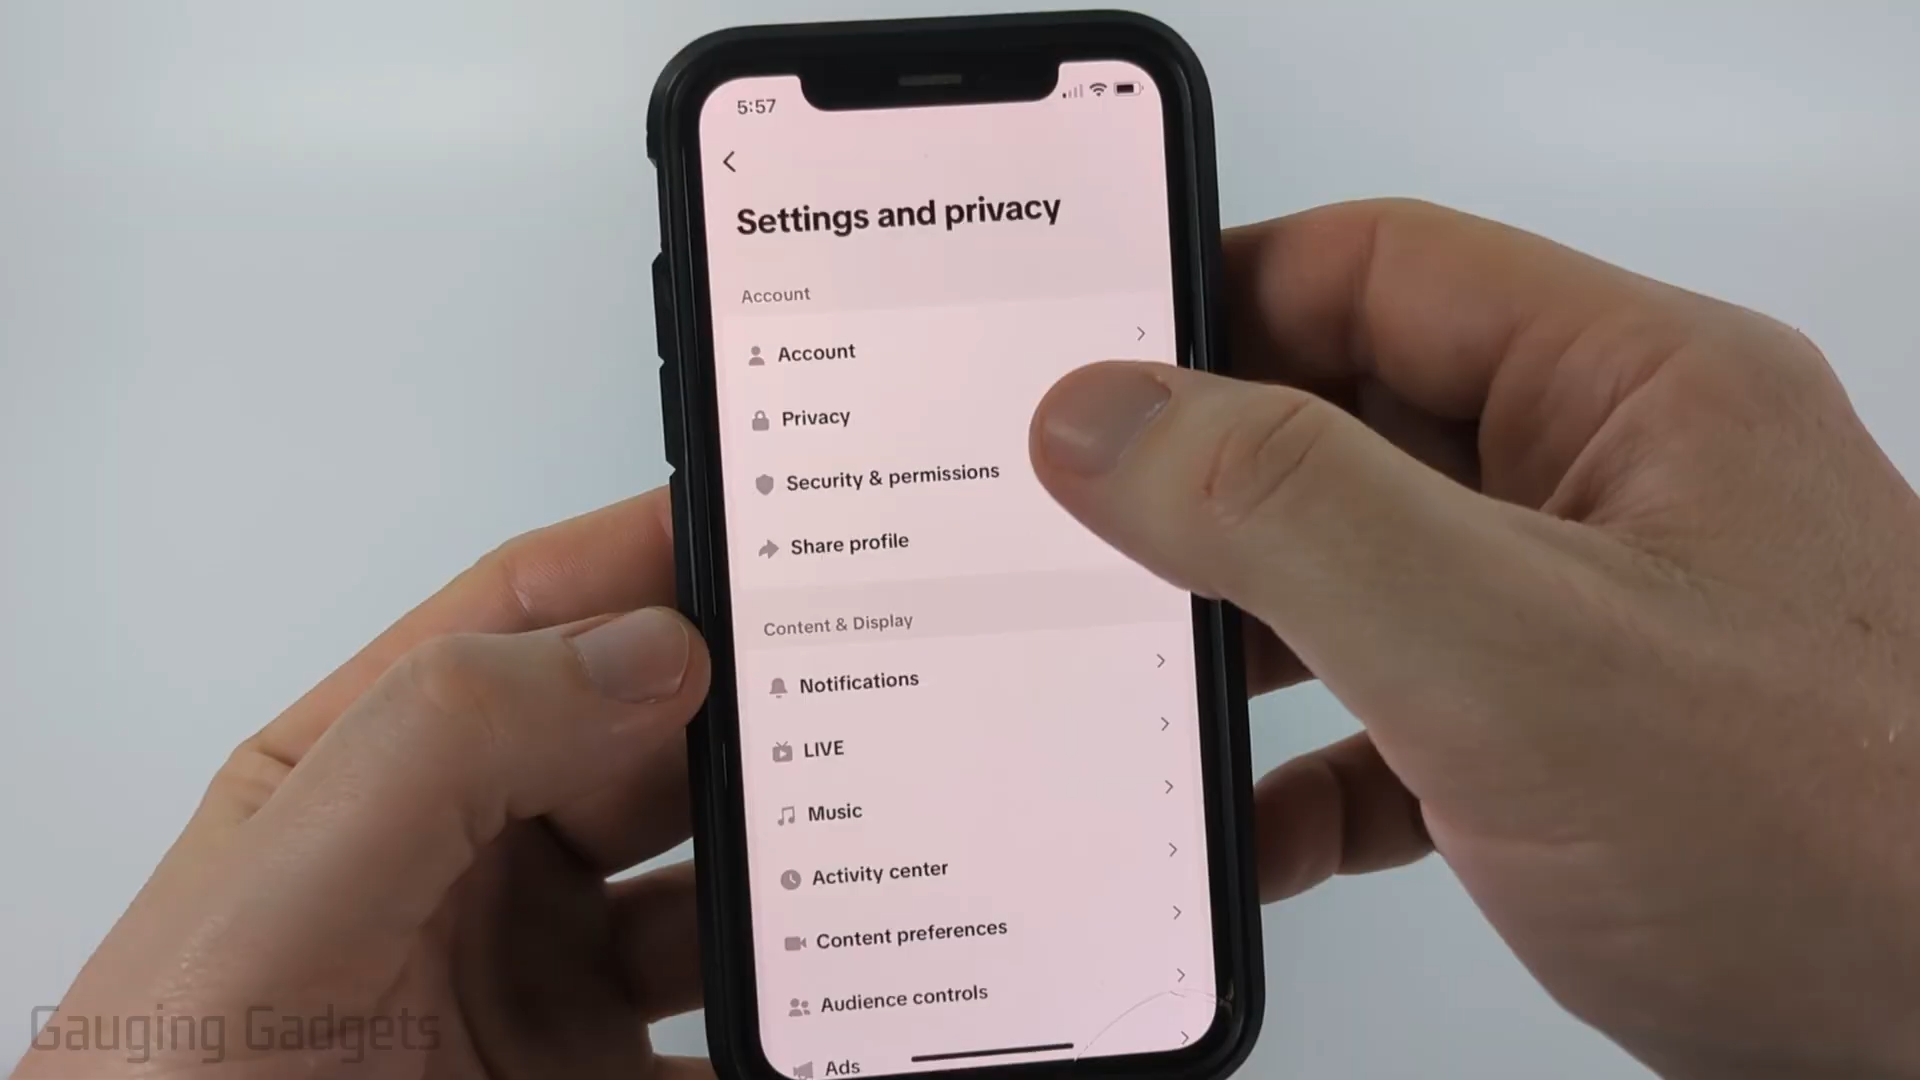 5:57
Settings and privacy
Account
Account
Privacy
Security & permissions
Share profile
Content & Display
Notifications
LIVE
Music
Activity center
Content preferences
Audience controls
Ads
Gauging Gadgets